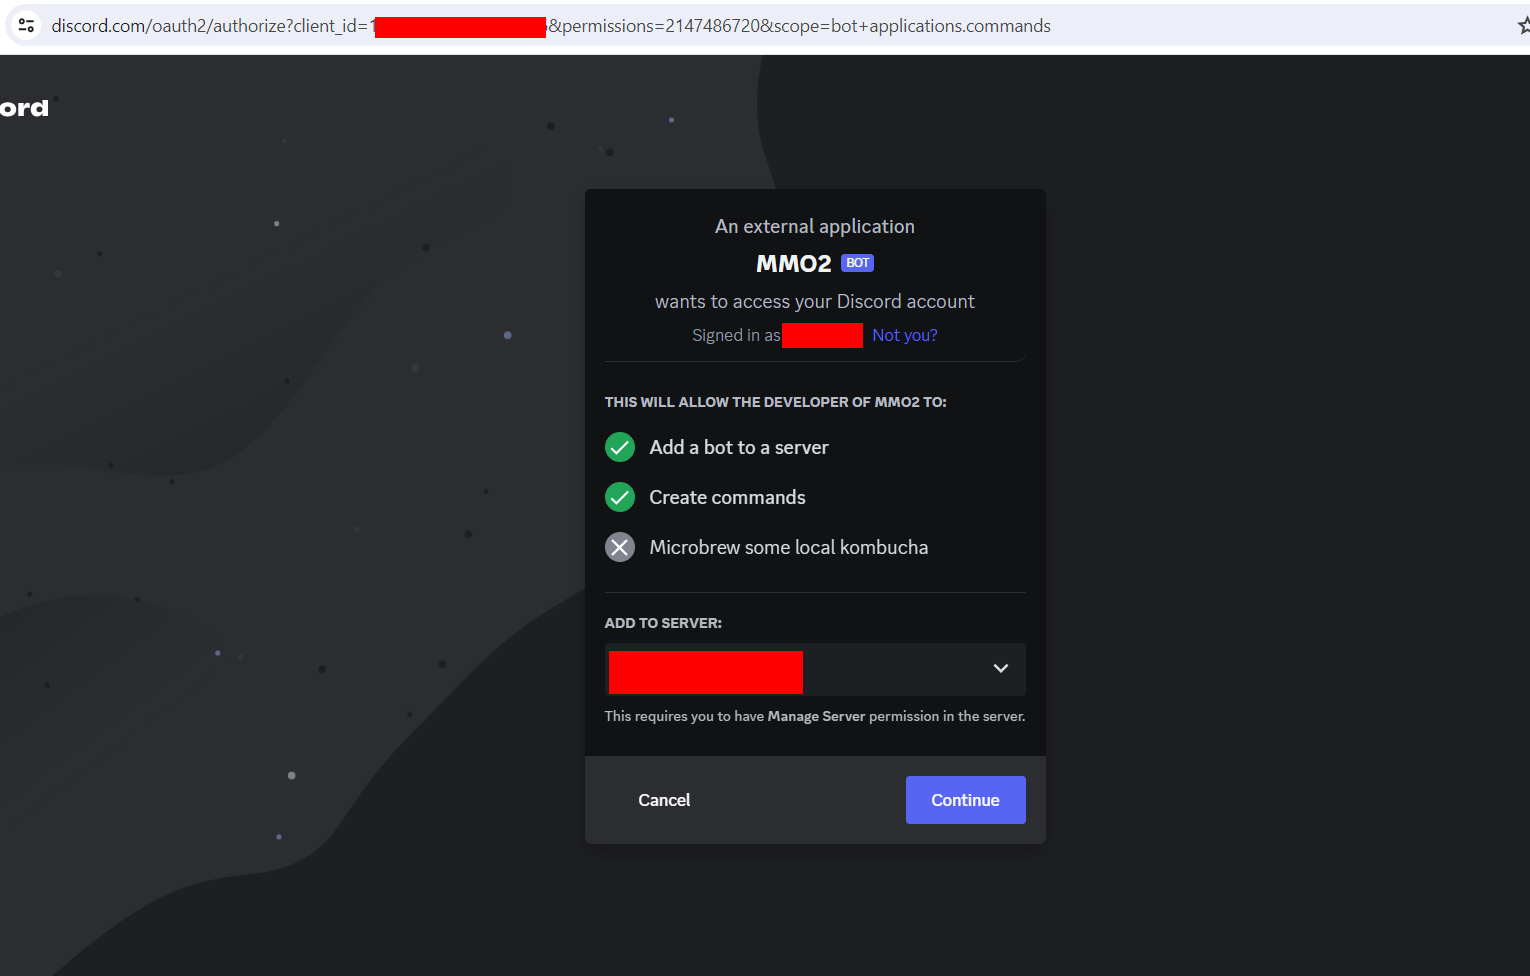 discord.com/oauth2/authorize?client_id=1 &permissions=2147486720&scope=bot+applications.commands
ord
An external application
MMO2 BOT
wants to access your Discord account
Signed in as Not you?
THIS WILL ALLOW THE DEVELOPER OF MMO2 TO:
Add a bot to a server
Create commands
Microbrew some local kombucha
ADD TO SERVER:
This requires you to have Manage Server permission in the server.
Cancel
Continue